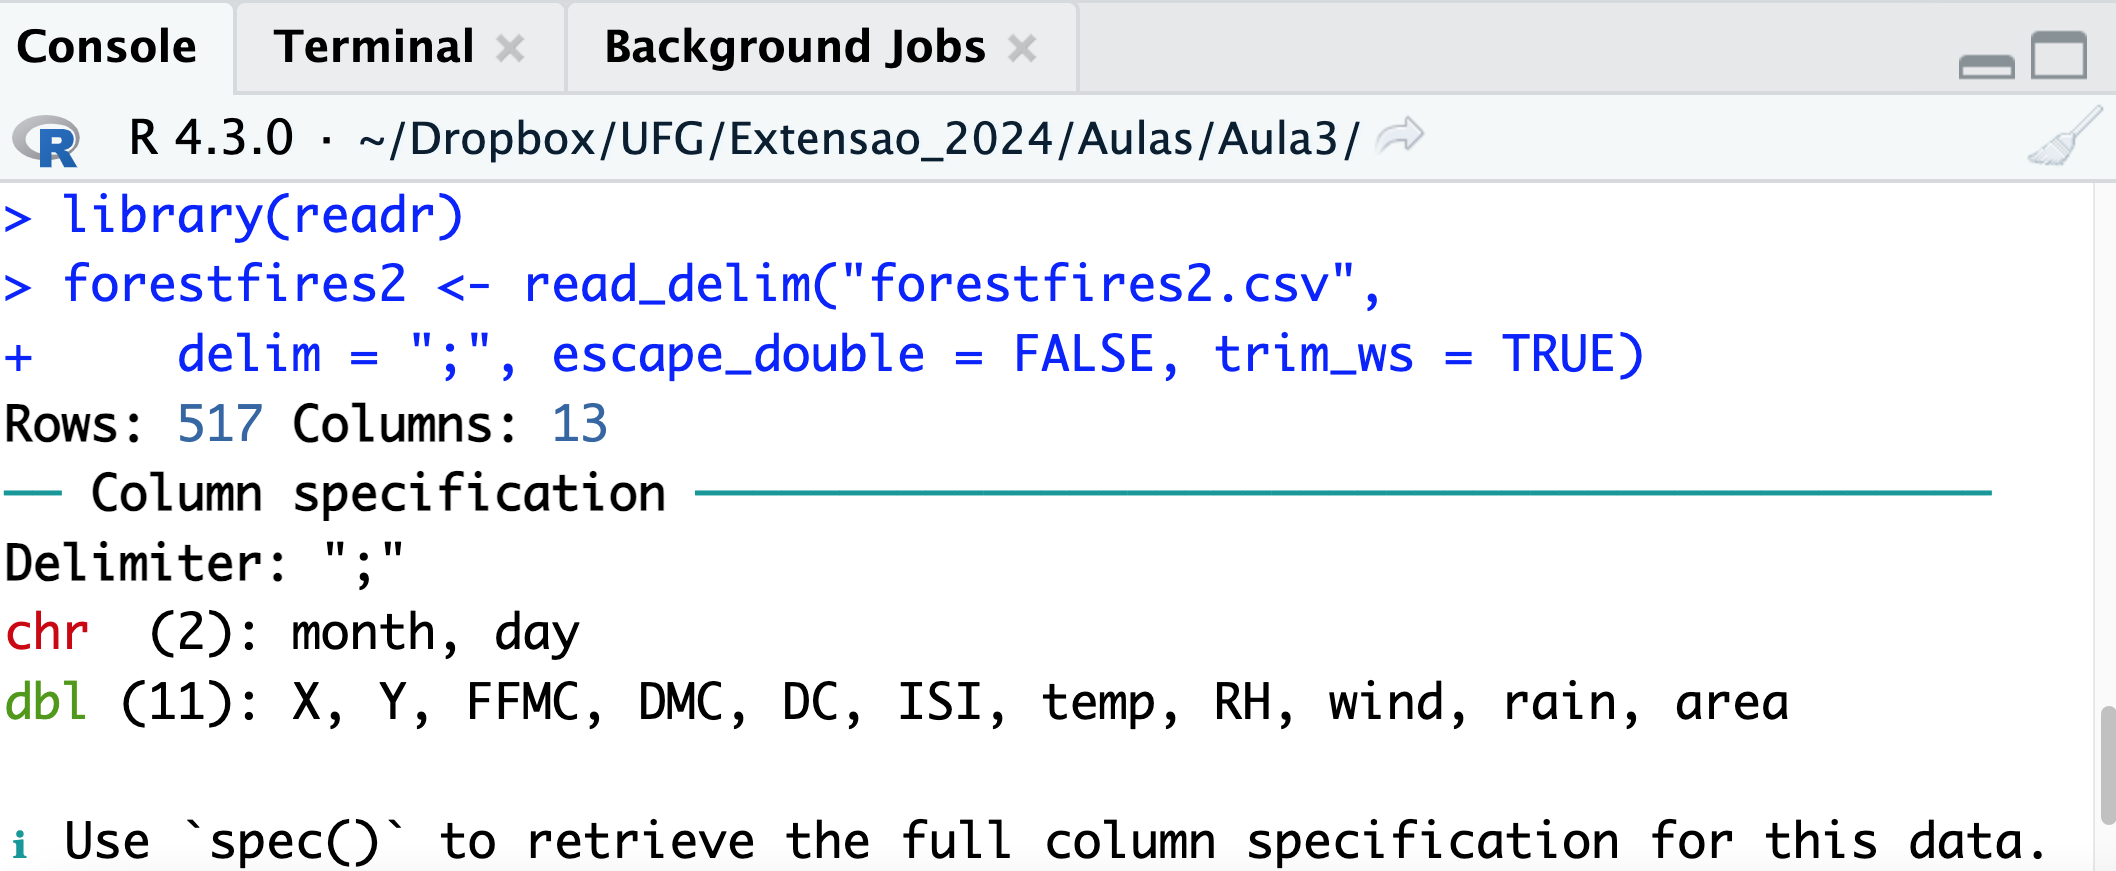 Console Terminal Background Jobs
R R 4.3.0 · ~/Dropbox/UFG/Extensao_2024/Aulas/Aula3/
> library(readr)
> forestfires2 <- read_delim("forestfires2.csv",
+     delim = ";", escape_double = FALSE, trim_ws = TRUE)
Rows: 517 Columns: 13
── Column specification ─────────────────────────────────────────────
Delimiter: ";"
chr  (2): month, day
dbl (11): X, Y, FFMC, DMC, DC, ISI, temp, RH, wind, rain, area
ℹ Use `spec()` to retrieve the full column specification for this data.